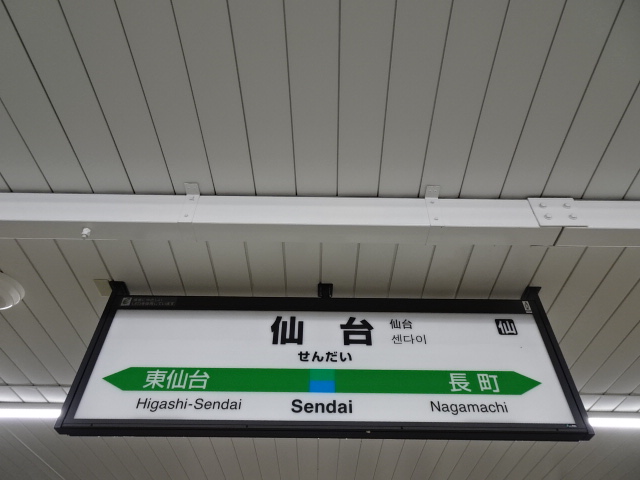 仙台
仙台
센다이
仙
せんだい
東仙台
長町
Higashi-Sendai
Sendai
Nagamachi